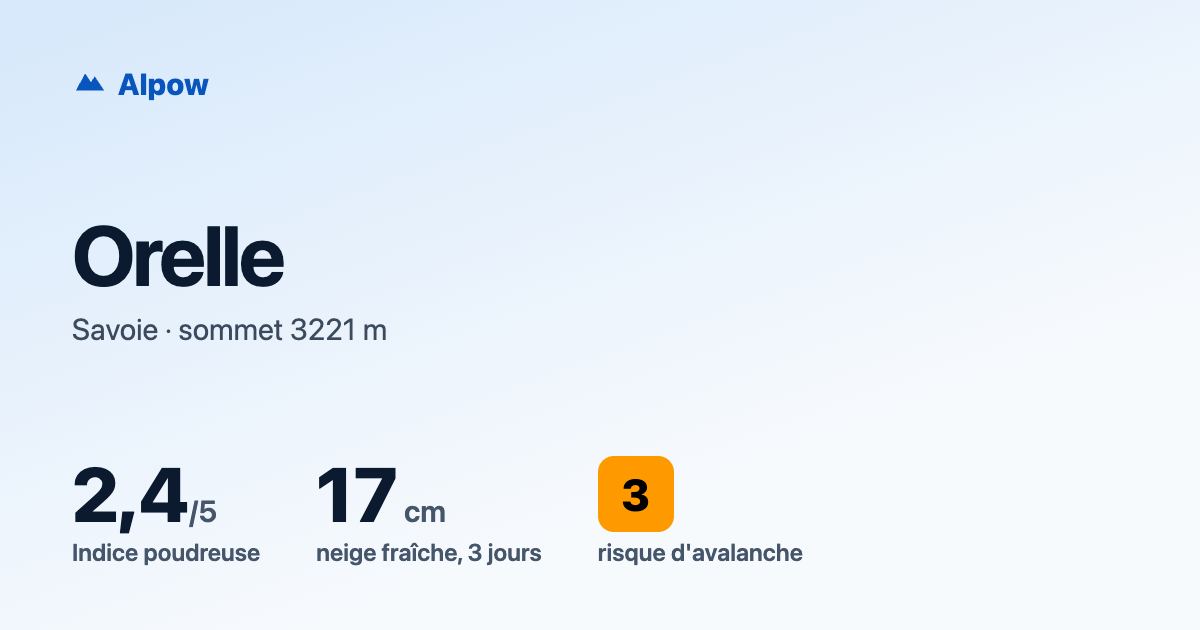 Alpow
Orelle
Savoie · sommet 3221 m
2,4/5
Indice poudreuse
17 cm
neige fraîche, 3 jours
3
risque d'avalanche